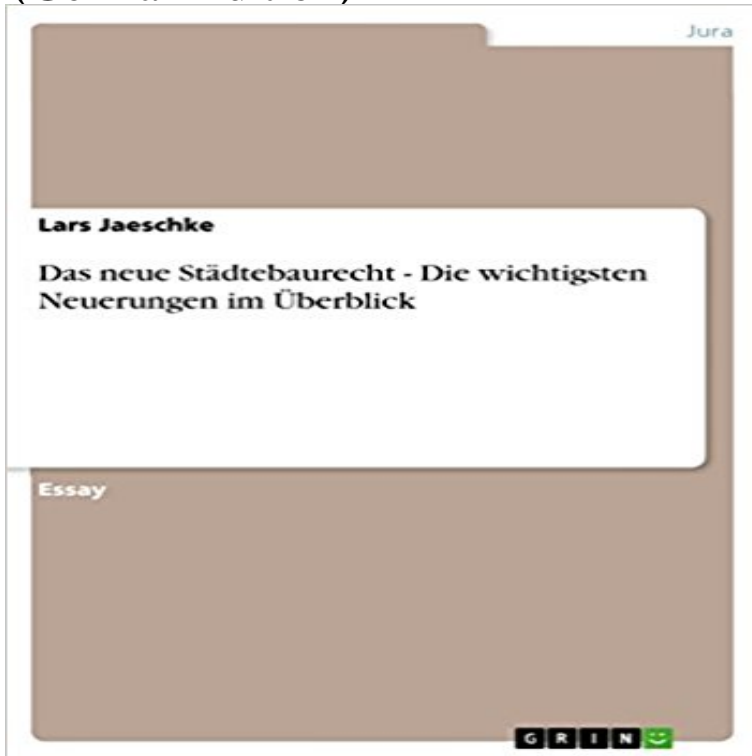 Jura
Lars Jaeschke
Das neue Städtebaurecht - Die wichtigsten
Neuerungen im Überblick
Essay
GRIN